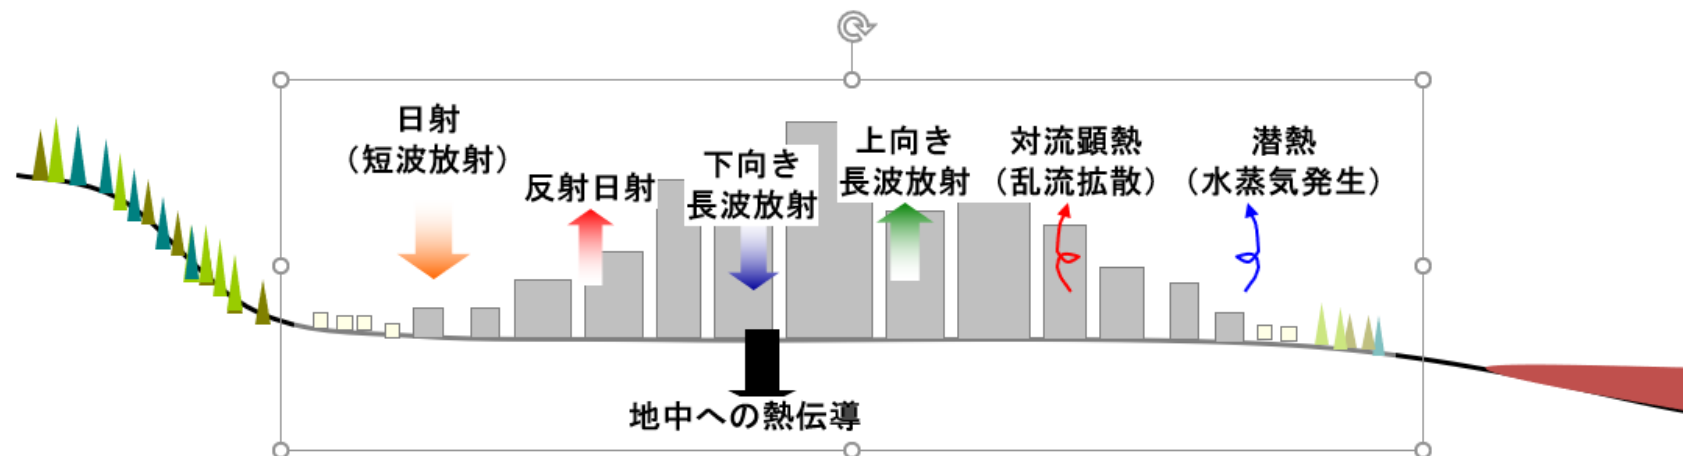 日射
（短波放射）
反射日射
下向き
長波放射
上向き
長波放射
対流顕熱
（乱流拡散）
潜熱
（水蒸気発生）
地中への熱伝導